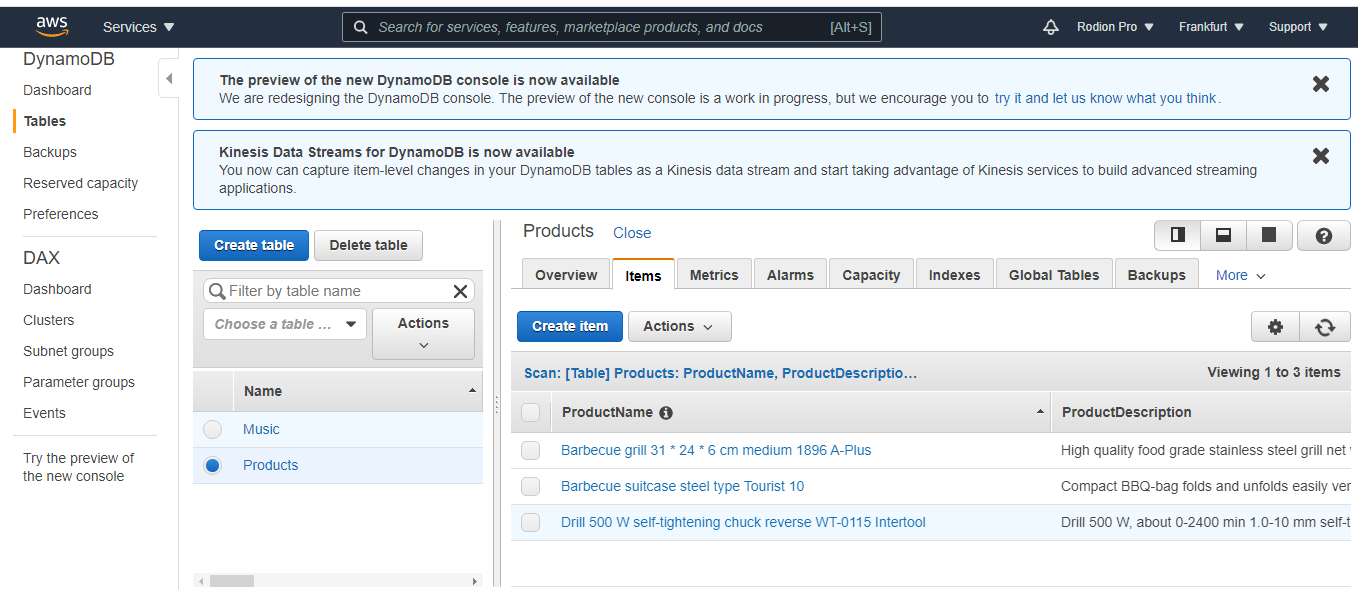 aws Services Search for services, features, marketplace products, and docs [Alt+S] Rodion Pro Frankfurt Support
DynamoDB
Dashboard
Tables
Backups
Reserved capacity
Preferences
DAX
Dashboard
Clusters
Subnet groups
Parameter groups
Events
Try the preview of
the new console
The preview of the new DynamoDB console is now available
We are redesigning the DynamoDB console. The preview of the new console is a work in progress, but we encourage you to try it and let us know what you think.
Kinesis Data Streams for DynamoDB is now available
You now can capture item-level changes in your DynamoDB tables as a Kinesis data stream and start taking advantage of Kinesis services to build advanced streaming
applications.
Create table Delete table
Filter by table name
Choose a table ... Actions
Name
Music
Products
Products Close
Overview Items Metrics Alarms Capacity Indexes Global Tables Backups More
Create item Actions
Scan: [Table] Products: ProductName, ProductDescriptio… Viewing 1 to 3 items
ProductName ProductDescription
Barbecue grill 31 * 24 * 6 cm medium 1896 A-Plus High quality food grade stainless steel grill net
Barbecue suitcase steel type Tourist 10 Compact BBQ-bag folds and unfolds easily ver
Drill 500 W self-tightening chuck reverse WT-0115 Intertool Drill 500 W, about 0-2400 min 1.0-10 mm self-t